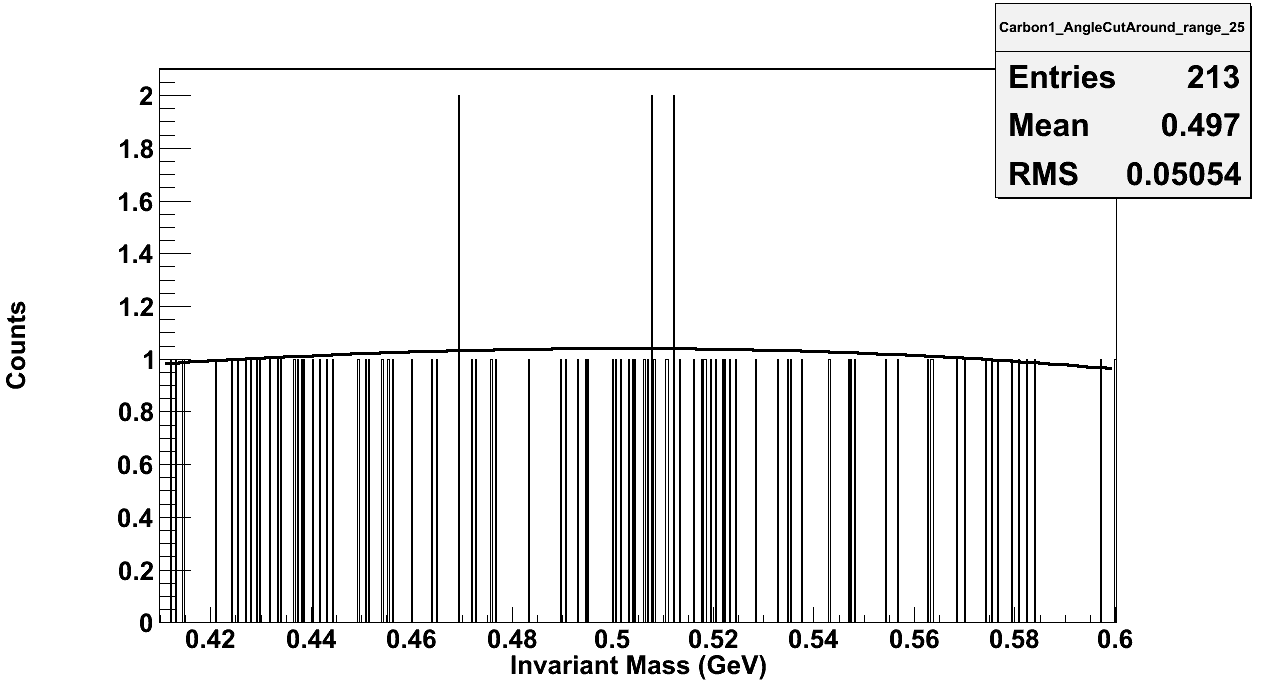 Carbon1_AngleCutAround_range_25
Entries 213
Mean 0.497
RMS 0.05054
Counts
2
1.8
1.6
1.4
1.2
1
0.8
0.6
0.4
0.2
0
0.42 0.44 0.46 0.48 0.5 0.52 0.54 0.56 0.58 0.6
Invariant Mass (GeV)